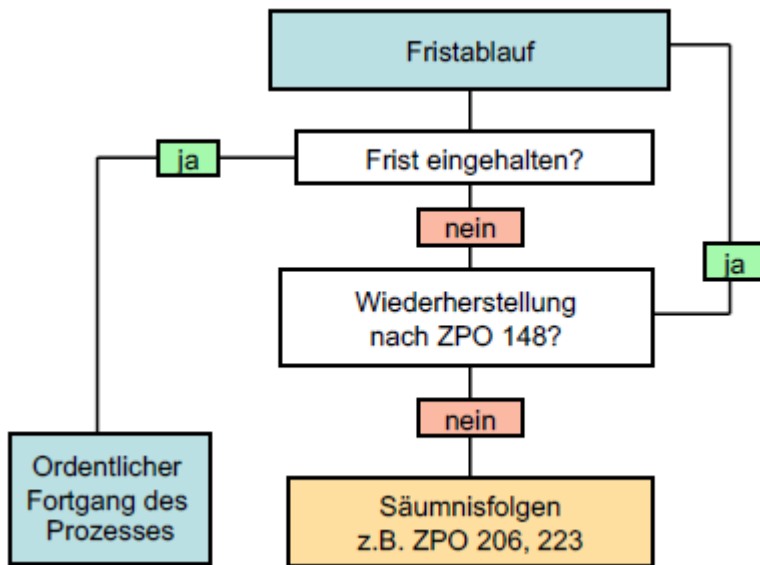 Fristablauf
ja
Frist eingehalten?
nein
ja
Wiederherstellung
nach ZPO 148?
nein
Ordentlicher
Fortgang des
Prozesses
Säumnisfolgen
z.B. ZPO 206, 223